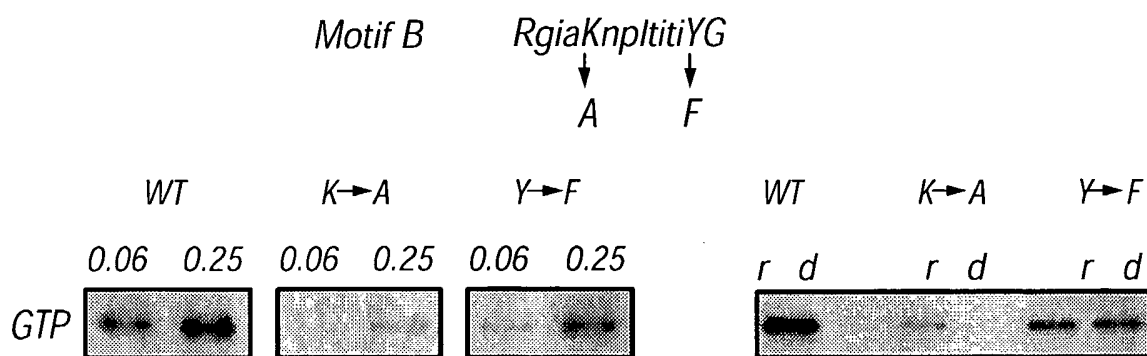 Motif B RgiaKnpltitiYG
A F
WT K→A Y→F WT K→A Y→F
0.06 0.25 0.06 0.25 0.06 0.25 r d r d r d
GTP